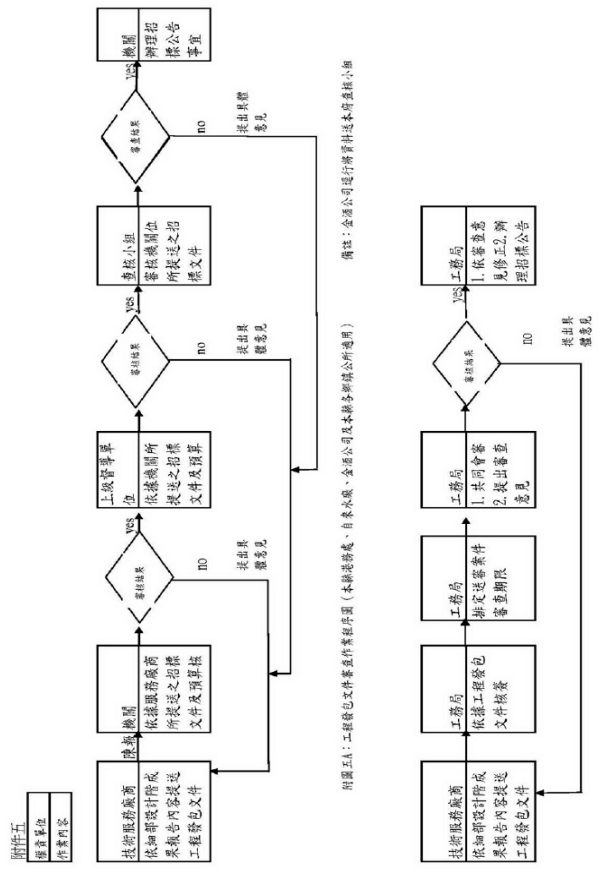 附件五
權責單位
作業內容
技術服務廠商
依細部設計階成
果報告內容提送
工程發包文件
陳報
機關
依據服務廠商
所提送之招標
文件及預算核
審核結果
yes
no
提出具
體意見
上級督導單
位
依據機關所
提送之招標
文件及預算
審核結果
yes
no
提出具
體意見
查核小組
審核機關位
所提送之招
標文件
審查結果
yes
no
提出具體
意見
機關
辦理招
標公告
事宜
備註:金酒公司逕行將資料送本府查核小組
附圖五A:工程發包文件審查作業程序圖(本縣港務處、自來水廠、金酒公司及本縣各鄉鎮公所適用)
技術服務廠商
依細部設計階成
果報告內容提送
工程發包文件
工務局
依據工程發包
文件核簽
工務局
排定送審案件
審查期限
工務局
1.共同會審
2.提出審查
意見
審核結果
yes
no
提出具
體意見
工務局
1.依審查意
見修正2.辦
理招標公告